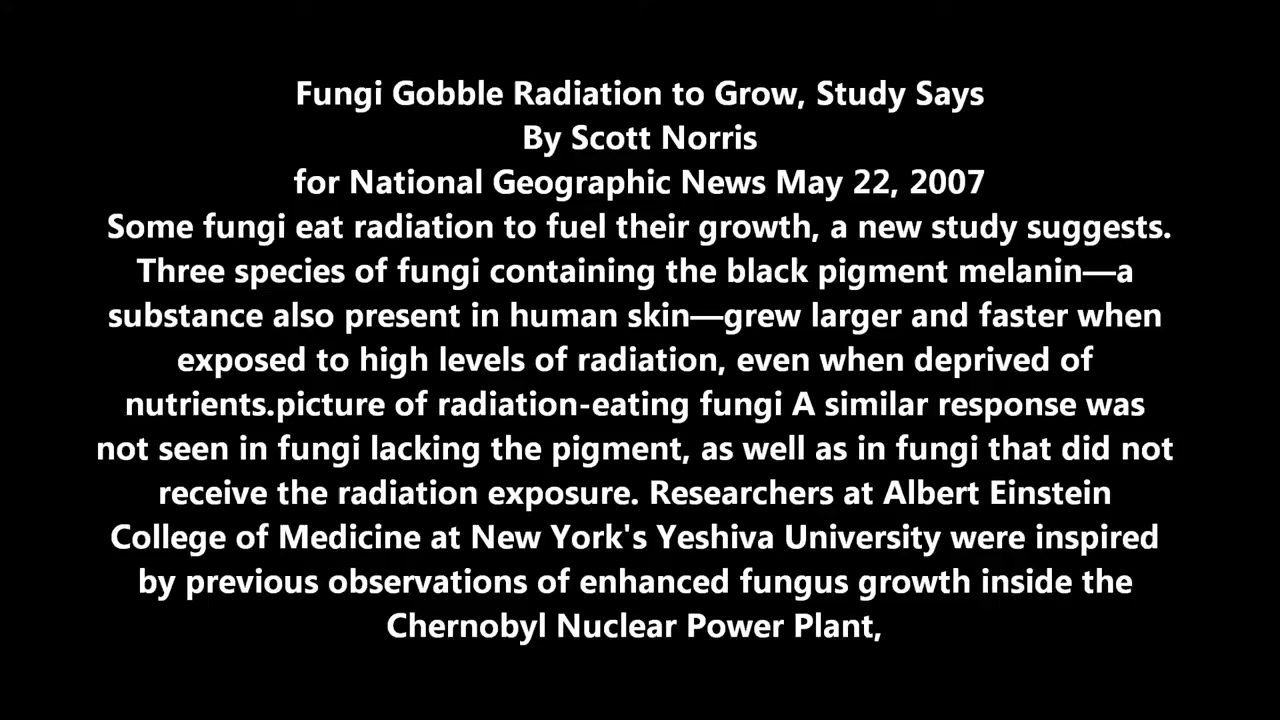 Fungi Gobble Radiation to Grow, Study Says
By Scott Norris
for National Geographic News May 22, 2007
Some fungi eat radiation to fuel their growth, a new study suggests.
Three species of fungi containing the black pigment melanin—a
substance also present in human skin—grew larger and faster when
exposed to high levels of radiation, even when deprived of
nutrients.picture of radiation-eating fungi A similar response was
not seen in fungi lacking the pigment, as well as in fungi that did not
receive the radiation exposure. Researchers at Albert Einstein
College of Medicine at New York's Yeshiva University were inspired
by previous observations of enhanced fungus growth inside the
Chernobyl Nuclear Power Plant,